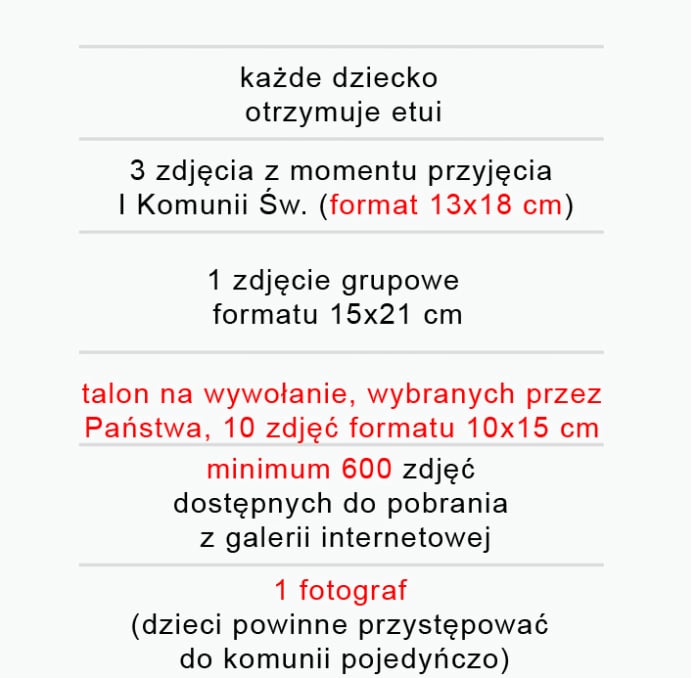 każde dziecko
otrzymuje etui
3 zdjęcia z momentu przyjęcia
I Komunii Św. (format 13x18 cm)
1 zdjęcie grupowe
formatu 15x21 cm
talon na wywołanie, wybranych przez
Państwa, 10 zdjęć formatu 10x15 cm
minimum 600 zdjęć
dostępnych do pobrania
z galerii internetowej
1 fotograf
(dzieci powinne przystępować
do komunii pojedyńczo)